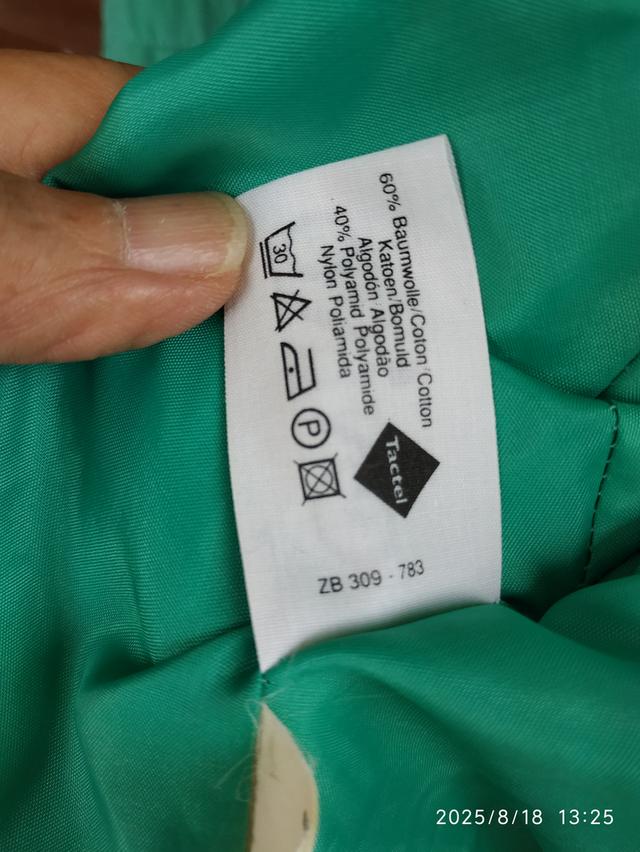 60% Baumwolle/Coton/Cotton
Katoen/Bomuld
Algodón Algodão
40% Polyamid Polyamide
Nylon Poliamida
30
P
Tactel
ZB 309 - 783
2025/8/18 13:25